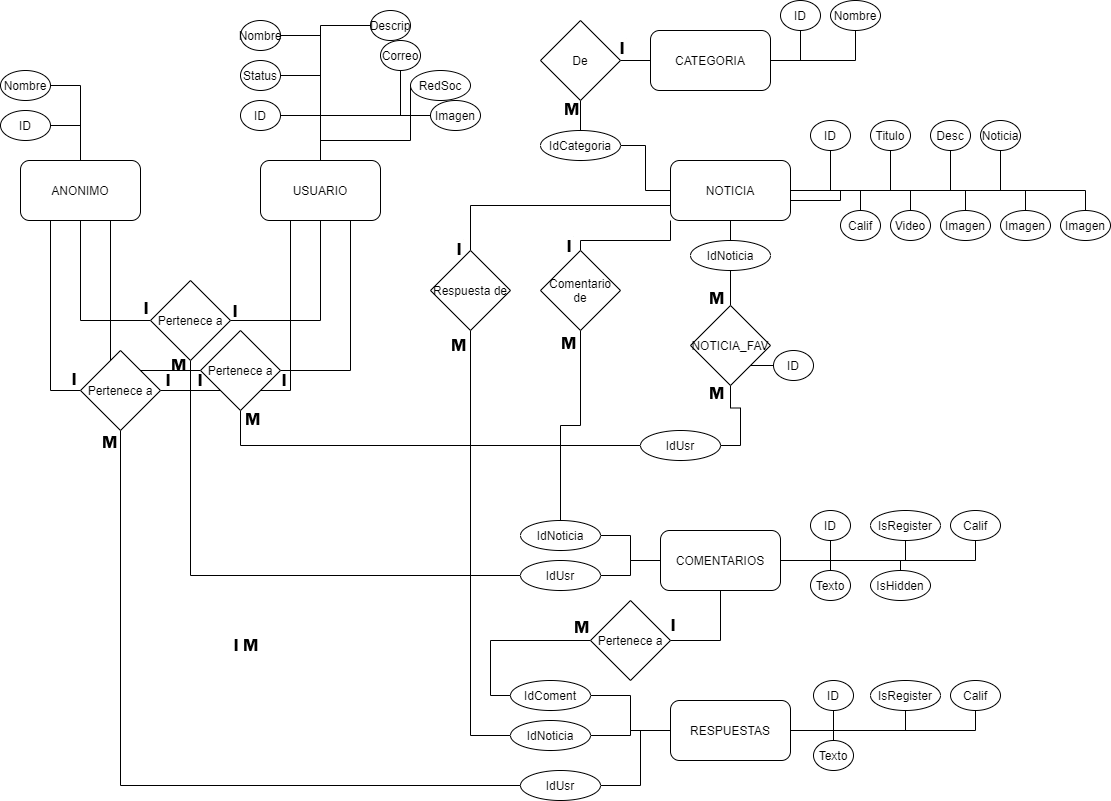 ID
Nombre
De
I
CATEGORIA
M
IdCategoria
Nombre
Descrip
Correo
Status
RedSoc
ID
Imagen
Nombre
ID
ANONIMO
USUARIO
ID
Titulo
Desc
Noticia
NOTICIA
Calif
Video
Imagen
Imagen
Imagen
I
Respuesta de
M
I
Comentario
de
M
IdNoticia
M
NOTICIA_FAV
ID
M
I
Pertenece a
I
M
I
Pertenece a
I
M
I
Pertenece a
I
M
IdUsr
IdNoticia
IdUsr
COMENTARIOS
ID
IsRegister
Calif
Texto
IsHidden
I M
M
Pertenece a
I
IdComent
IdNoticia
IdUsr
RESPUESTAS
ID
IsRegister
Calif
Texto